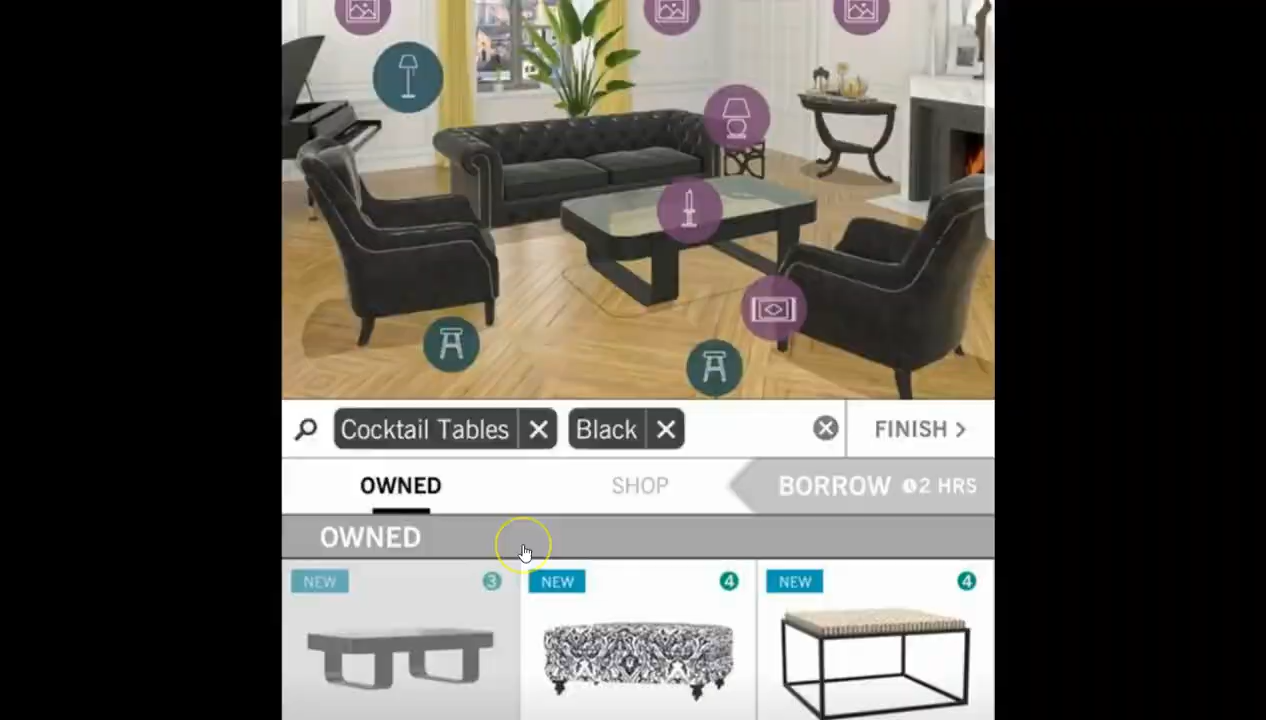 Cocktail Tables
Black
FINISH >
OWNED
SHOP
BORROW 2 HRS
OWNED
NEW 3
NEW 4
NEW 4